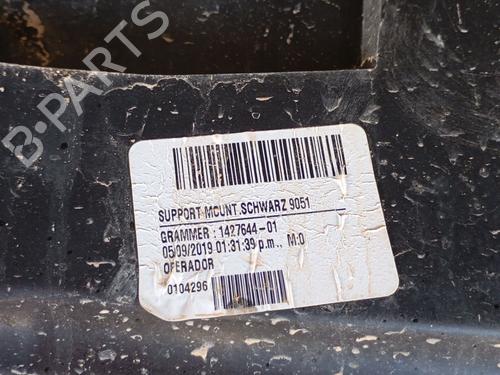 B-PARTS
SUPPORT MOUNT.SCHWARZ 9051
GRAMMER : 1427644-01
05/09/2019 01:31:39 p.m., M:0
OPERADOR
0104296